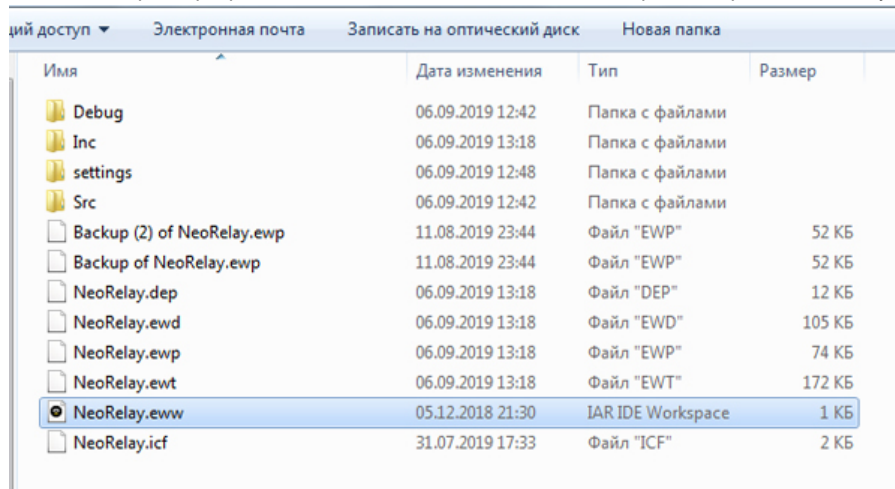 ций доступ ▼ Электронная почта Записать на оптический диск Новая папка
Имя Дата изменения Тип Размер
Debug 06.09.2019 12:42 Папка с файлами
Inc 06.09.2019 13:18 Папка с файлами
settings 06.09.2019 12:48 Папка с файлами
Src 06.09.2019 12:42 Папка с файлами
Backup (2) of NeoRelay.ewp 11.08.2019 23:44 Файл "EWP" 52 КБ
Backup of NeoRelay.ewp 11.08.2019 23:44 Файл "EWP" 52 КБ
NeoRelay.dep 06.09.2019 13:18 Файл "DEP" 12 КБ
NeoRelay.ewd 06.09.2019 13:18 Файл "EWD" 105 КБ
NeoRelay.ewp 06.09.2019 13:18 Файл "EWP" 74 КБ
NeoRelay.ewt 06.09.2019 13:18 Файл "EWT" 172 КБ
NeoRelay.eww 05.12.2018 21:30 IAR IDE Workspace 1 КБ
NeoRelay.icf 31.07.2019 17:33 Файл "ICF" 2 КБ